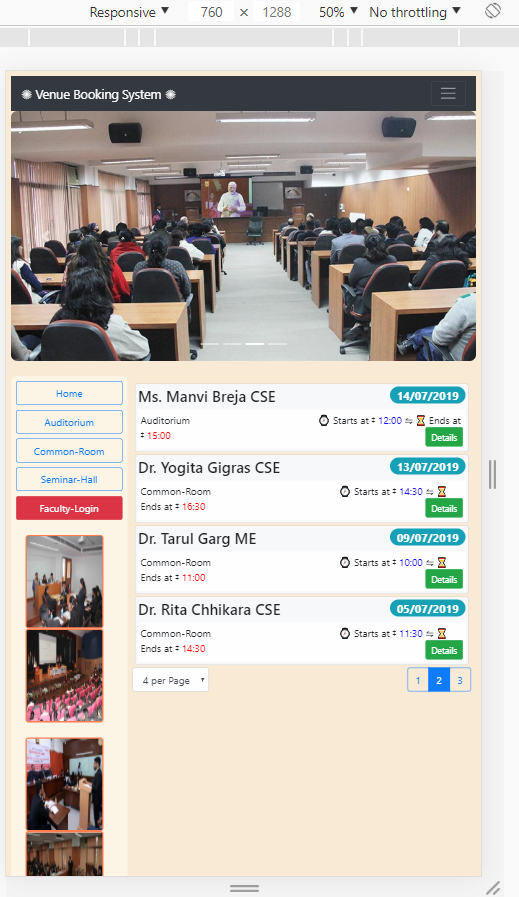 Responsive ▼ 760 × 1288 50% ▼ No throttling ▼
✺ Venue Booking System ✺
Home
Auditorium
Common-Room
Seminar-Hall
Faculty-Login
Ms. Manvi Breja CSE 14/07/2019
Auditorium Starts at : 12:00 ⇋ ⌛ Ends at
: 15:00 Details
Dr. Yogita Gigras CSE 13/07/2019
Common-Room Starts at : 14:30 ⇋ ⌛
Ends at : 16:30 Details
Dr. Tarul Garg ME 09/07/2019
Common-Room Starts at : 10:00 ⇋ ⌛
Ends at : 11:00 Details
Dr. Rita Chhikara CSE 05/07/2019
Common-Room Starts at : 11:30 ⇋ ⌛
Ends at : 14:30 Details
4 per Page 1 2 3